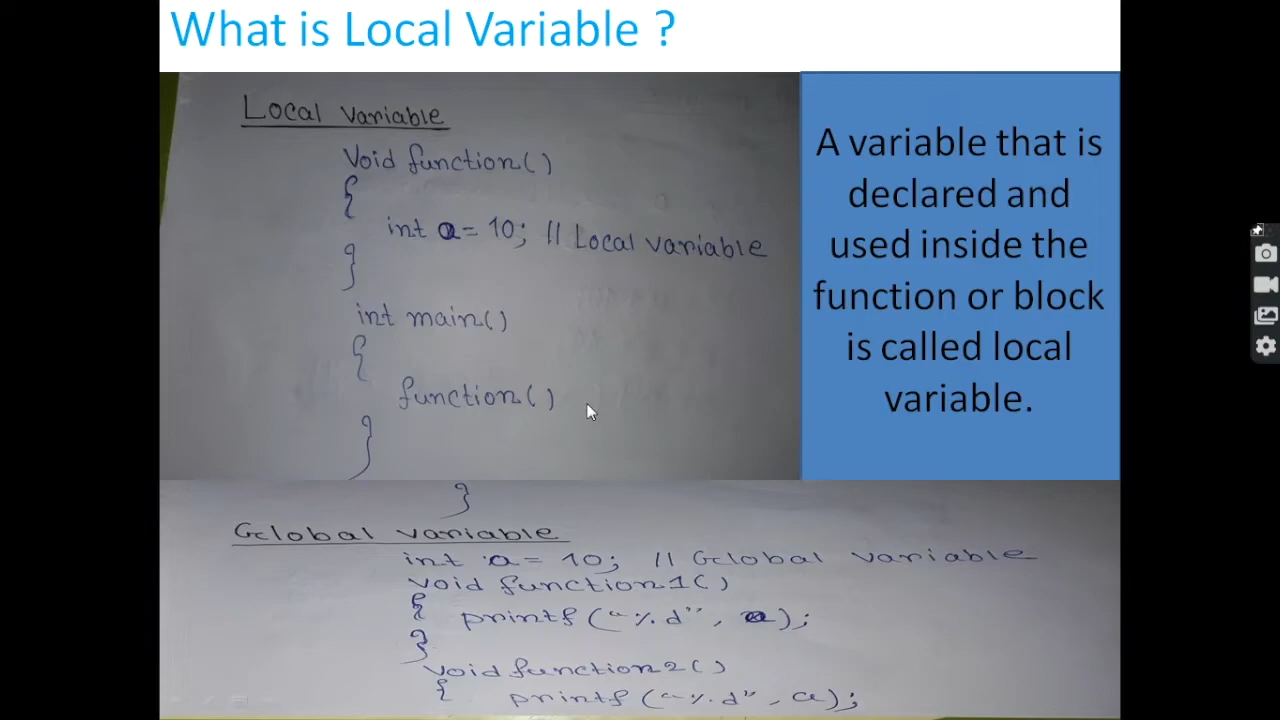 What is Local Variable ?
Local Variable
Void function()
{
int a = 10; // Local variable
}
int main()
{
function()
}
A variable that is
declared and
used inside the
function or block
is called local
variable.
}
Global variable
int a = 10; // Global variable
void function1()
{ printf ("%d", a);
}
void function2()
{ printf ("%d", a);